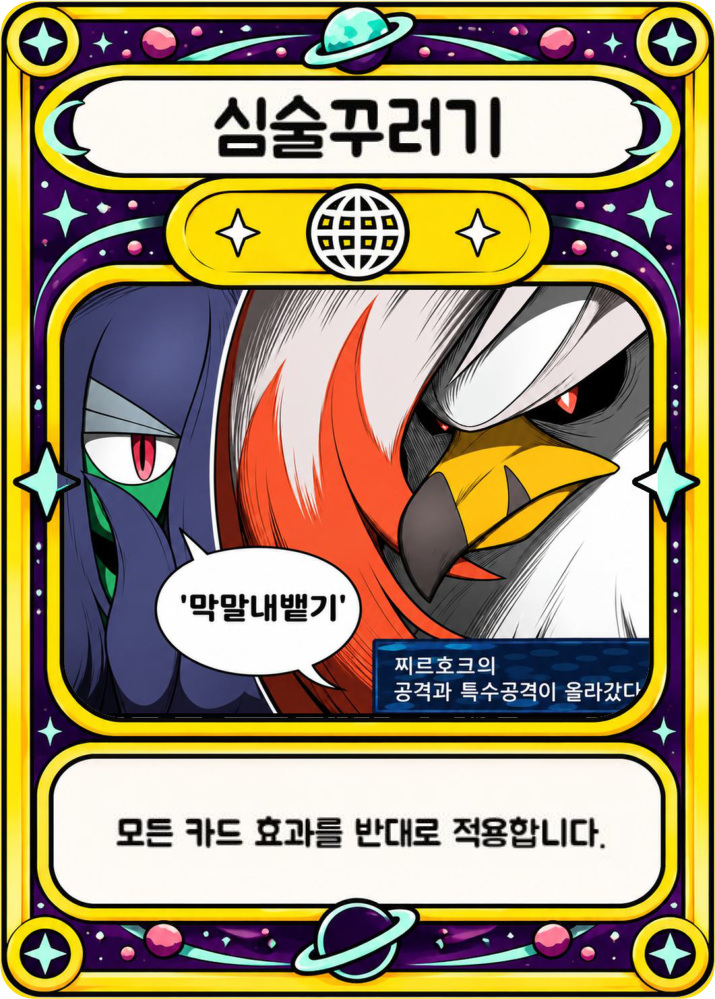 심술꾸러기
'막말내뱉기'
찌르호크의
공격과 특수공격이 올라갔다
모든 카드 효과를 반대로 적용합니다.